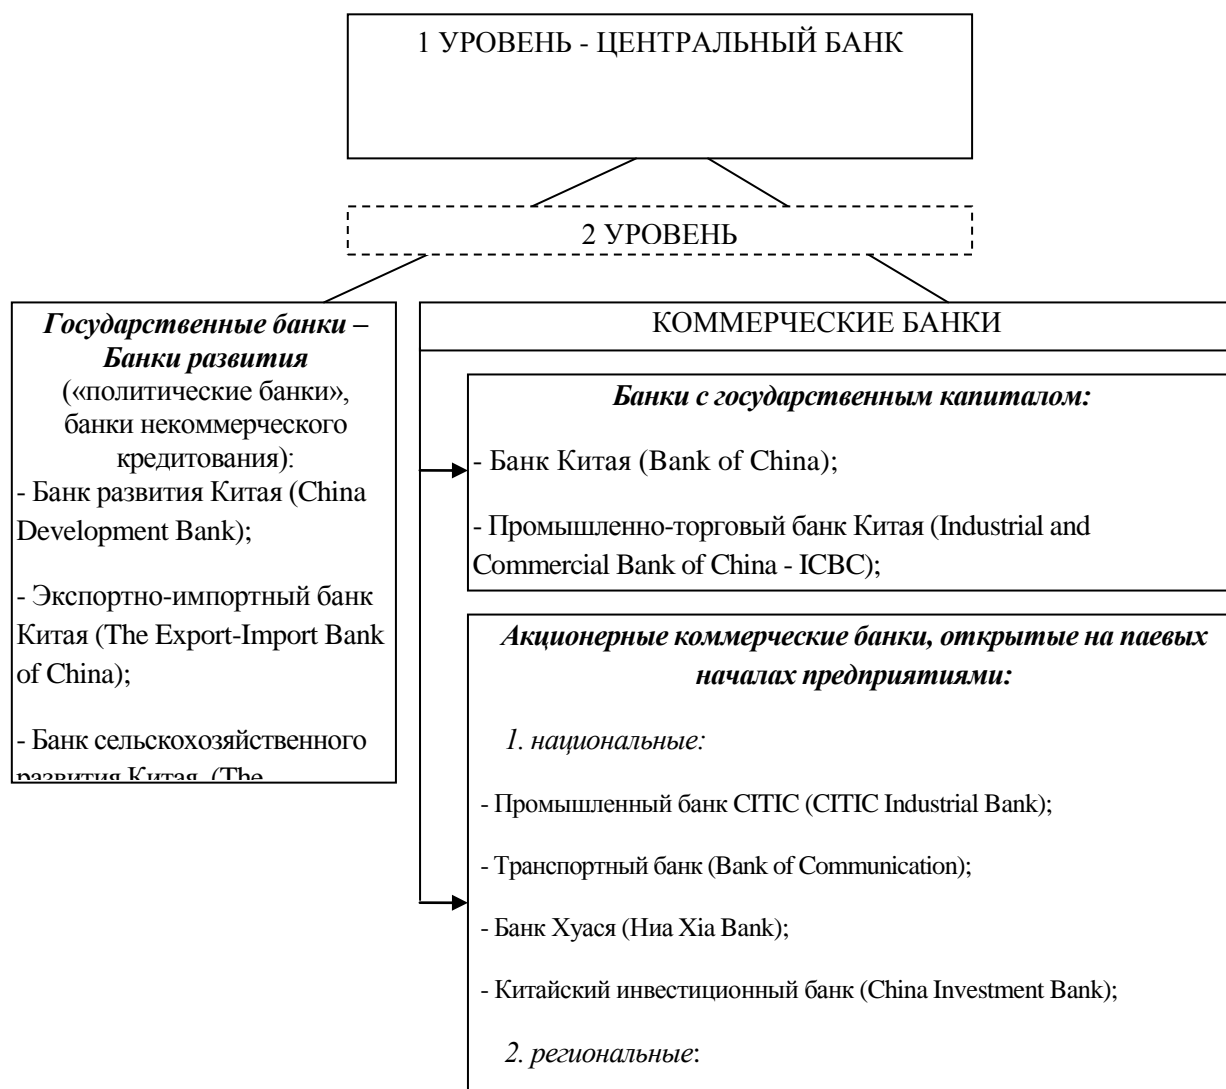 1 УРОВЕНЬ - ЦЕНТРАЛЬНЫЙ БАНК
2 УРОВЕНЬ
Государственные банки –
Банки развития
(«политические банки»,
банки некоммерческого
кредитования):
- Банк развития Китая (China
Development Bank);
- Экспортно-импортный банк
Китая (The Export-Import Bank
of China);
- Банк сельскохозяйственного
развития Китая (The
КОММЕРЧЕСКИЕ БАНКИ
Банки с государственным капиталом:
- Банк Китая (Bank of China);
- Промышленно-торговый банк Китая (Industrial and
Commercial Bank of China - ICBC);
Акционерные коммерческие банки, открытые на паевых
началах предприятиями:
1. национальные:
- Промышленный банк CITIC (CITIC Industrial Bank);
- Транспортный банк (Bank of Communication);
- Банк Хуася (Ниа Xia Bank);
- Китайский инвестиционный банк (China Investment Bank);
2. региональные: